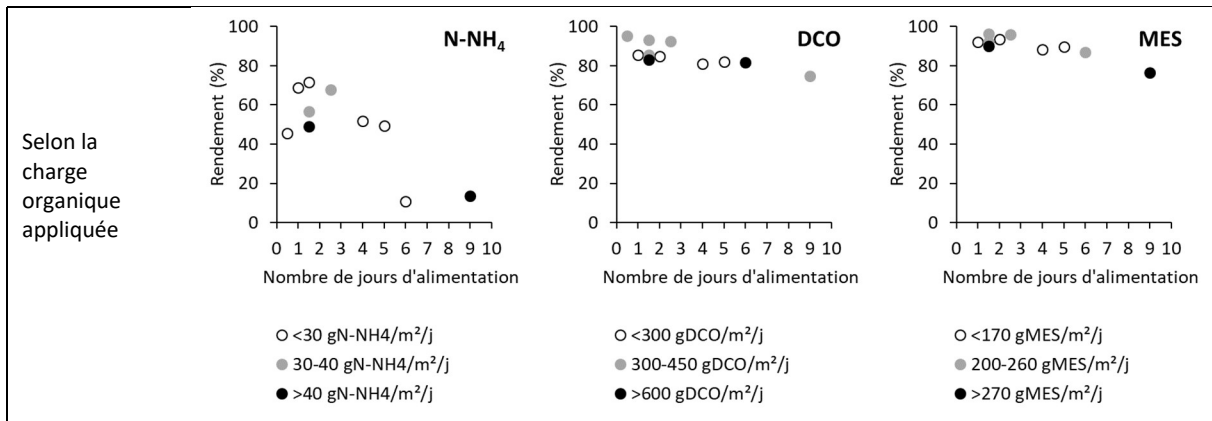 Selon la
charge
organique
appliquée
N-NH₄
Rendement (%)
100
80
60
40
20
0
0 1 2 3 4 5 6 7 8 9 10
Nombre de jours d'alimentation
<30 gN-NH4/m²/j
30-40 gN-NH4/m²/j
>40 gN-NH4/m²/j
DCO
Rendement (%)
100
80
60
40
20
0
0 1 2 3 4 5 6 7 8 9 10
Nombre de jours d'alimentation
<300 gDCO/m²/j
300-450 gDCO/m²/j
>600 gDCO/m²/j
MES
Rendement (%)
100
80
60
40
20
0
0 1 2 3 4 5 6 7 8 9 10
Nombre de jours d'alimentation
<170 gMES/m²/j
200-260 gMES/m²/j
>270 gMES/m²/j